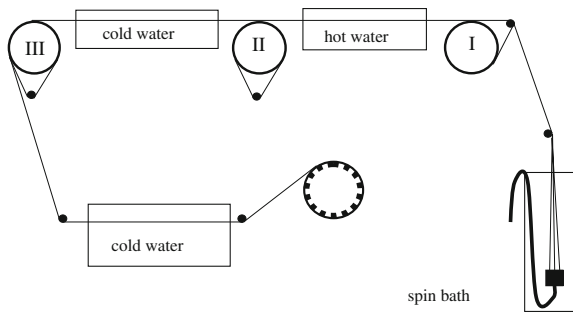 III
cold water
II
hot water
I
cold water
spin bath